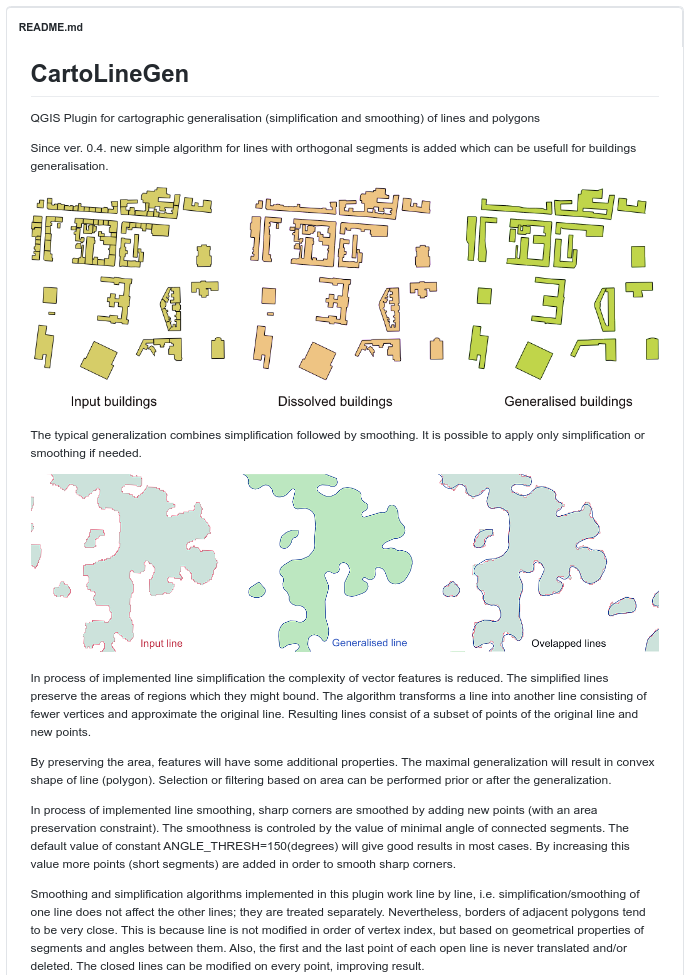 README.md
CartoLineGen
QGIS Plugin for cartographic generalisation (simplification and smoothing) of lines and polygons
Since ver. 0.4. new simple algorithm for lines with orthogonal segments is added which can be usefull for buildings
generalisation.
Input buildings
Dissolved buildings
Generalised buildings
The typical generalization combines simplification followed by smoothing. It is possible to apply only simplification or
smoothing if needed.
Input line
Generalised line
Ovelapped lines
In process of implemented line simplification the complexity of vector features is reduced. The simplified lines
preserve the areas of regions which they might bound. The algorithm transforms a line into another line consisting of
fewer vertices and approximate the original line. Resulting lines consist of a subset of points of the original line and
new points.
By preserving the area, features will have some additional properties. The maximal generalization will result in convex
shape of line (polygon). Selection or filtering based on area can be performed prior or after the generalization.
In process of implemented line smoothing, sharp corners are smoothed by adding new points (with an area
preservation constraint). The smoothness is controled by the value of minimal angle of connected segments. The
default value of constant ANGLE_THRESH=150(degrees) will give good results in most cases. By increasing this
value more points (short segments) are added in order to smooth sharp corners.
Smoothing and simplification algorithms implemented in this plugin work line by line, i.e. simplification/smoothing of
one line does not affect the other lines; they are treated separately. Nevertheless, borders of adjacent polygons tend
to be very close. This is because line is not modified in order of vertex index, but based on geometrical properties of
segments and angles between them. Also, the first and the last point of each open line is never translated and/or
deleted. The closed lines can be modified on every point, improving result.